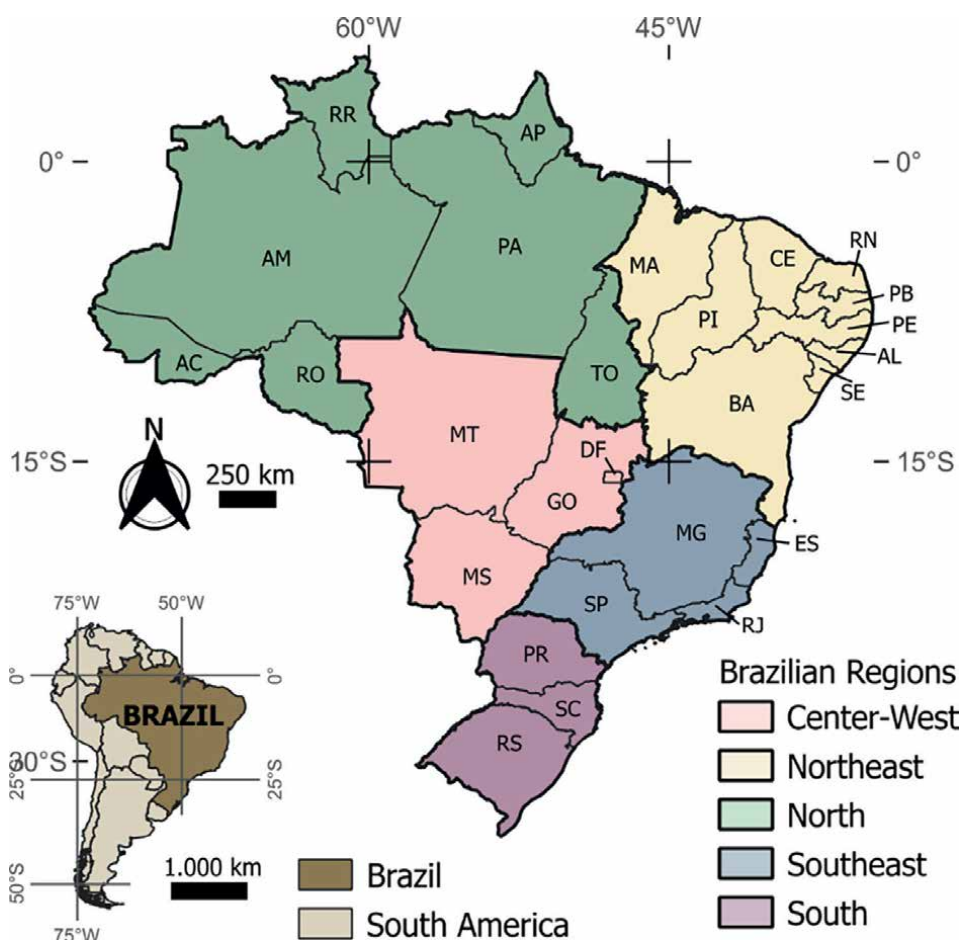 60°W 45°W
RR
AP
0° 0°
AM
PA
MA
CE
RN
PB
PI
PE
AC
RO
TO
AL
SE
BA
MT
N
DF
15°S 15°S
250 km
GO
MG
ES
MS
SP
RJ
75°W 50°W
PR
Brazilian Regions
0° 0°
SC
BRAZIL
Center-West
RS
30°S
25°S 25°S
Northeast
North
1.000 km
Brazil
Southeast
50°S
South America
South
75°W